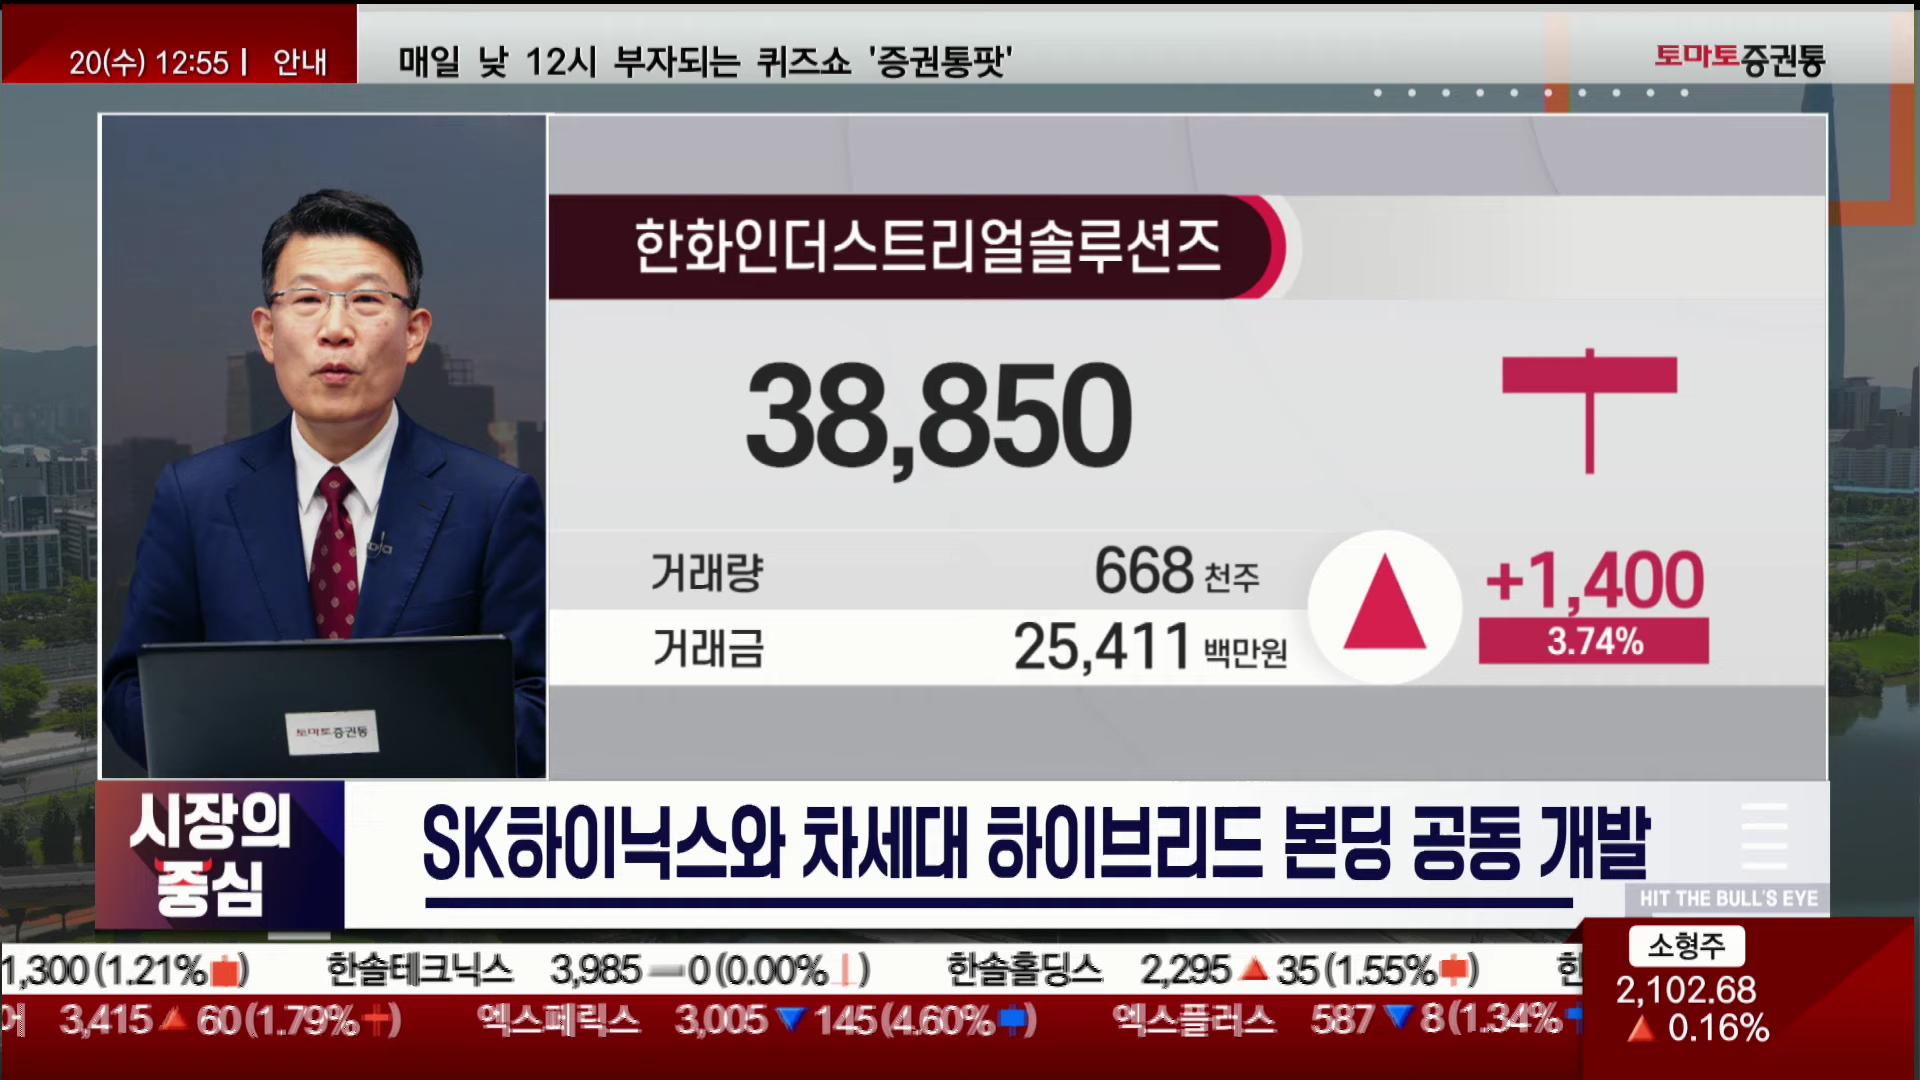 20(수) 12:55 | 안내
매일 낮 12시 부자되는 퀴즈쇼 '증권통팟'
토마토증권통
한화인더스트리얼솔루션즈
38,850
거래량 668 천주
거래금 25,411 백만원
▲ +1,400
3.74%
토마토증권통
시장의
중심
SK하이닉스와 차세대 하이브리드 본딩 공동 개발
HIT THE BULL'S EYE
1,300(1.21%) 한솔테크닉스 3,985 0(0.00%) 한솔홀딩스 2,295▲35(1.55%)
3,415▲60(1.79%) 엑스페릭스 3,005▼145(4.60%) 엑스플러스 587▼8(1.34%
소형주
2,102.68
▲ 0.16%